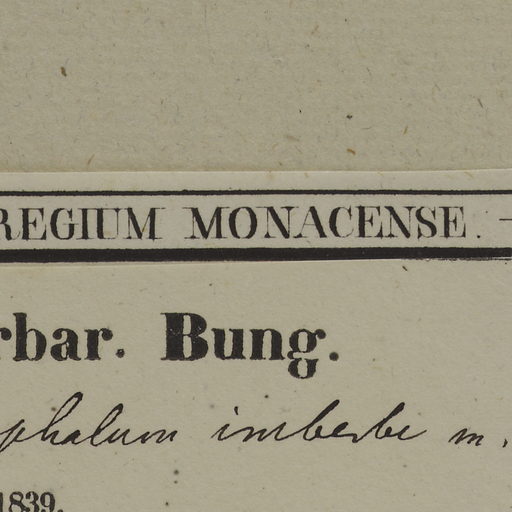 REGIUM MONACENSE.
rbar. Bung.
phalum imberbe m.
1839.